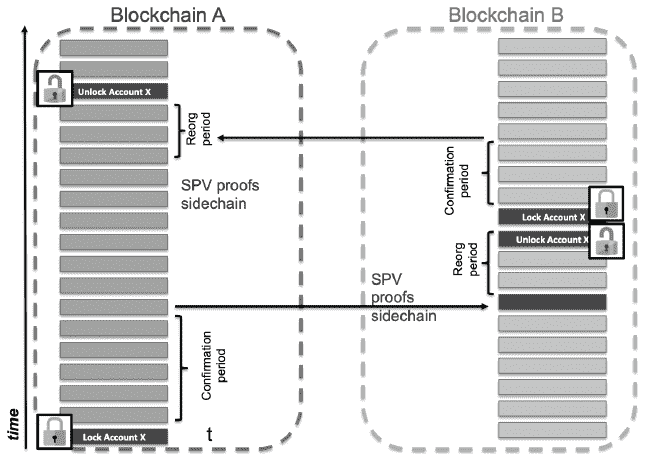 Blockchain A
Blockchain B
Unlock Account X
Reorg
period
SPV proofs
sidechain
Confirmation
period
Lock Account X
Unlock Account X
Reorg
period
SPV
proofs
sidechain
Confirmation
period
Lock Account X
t
time